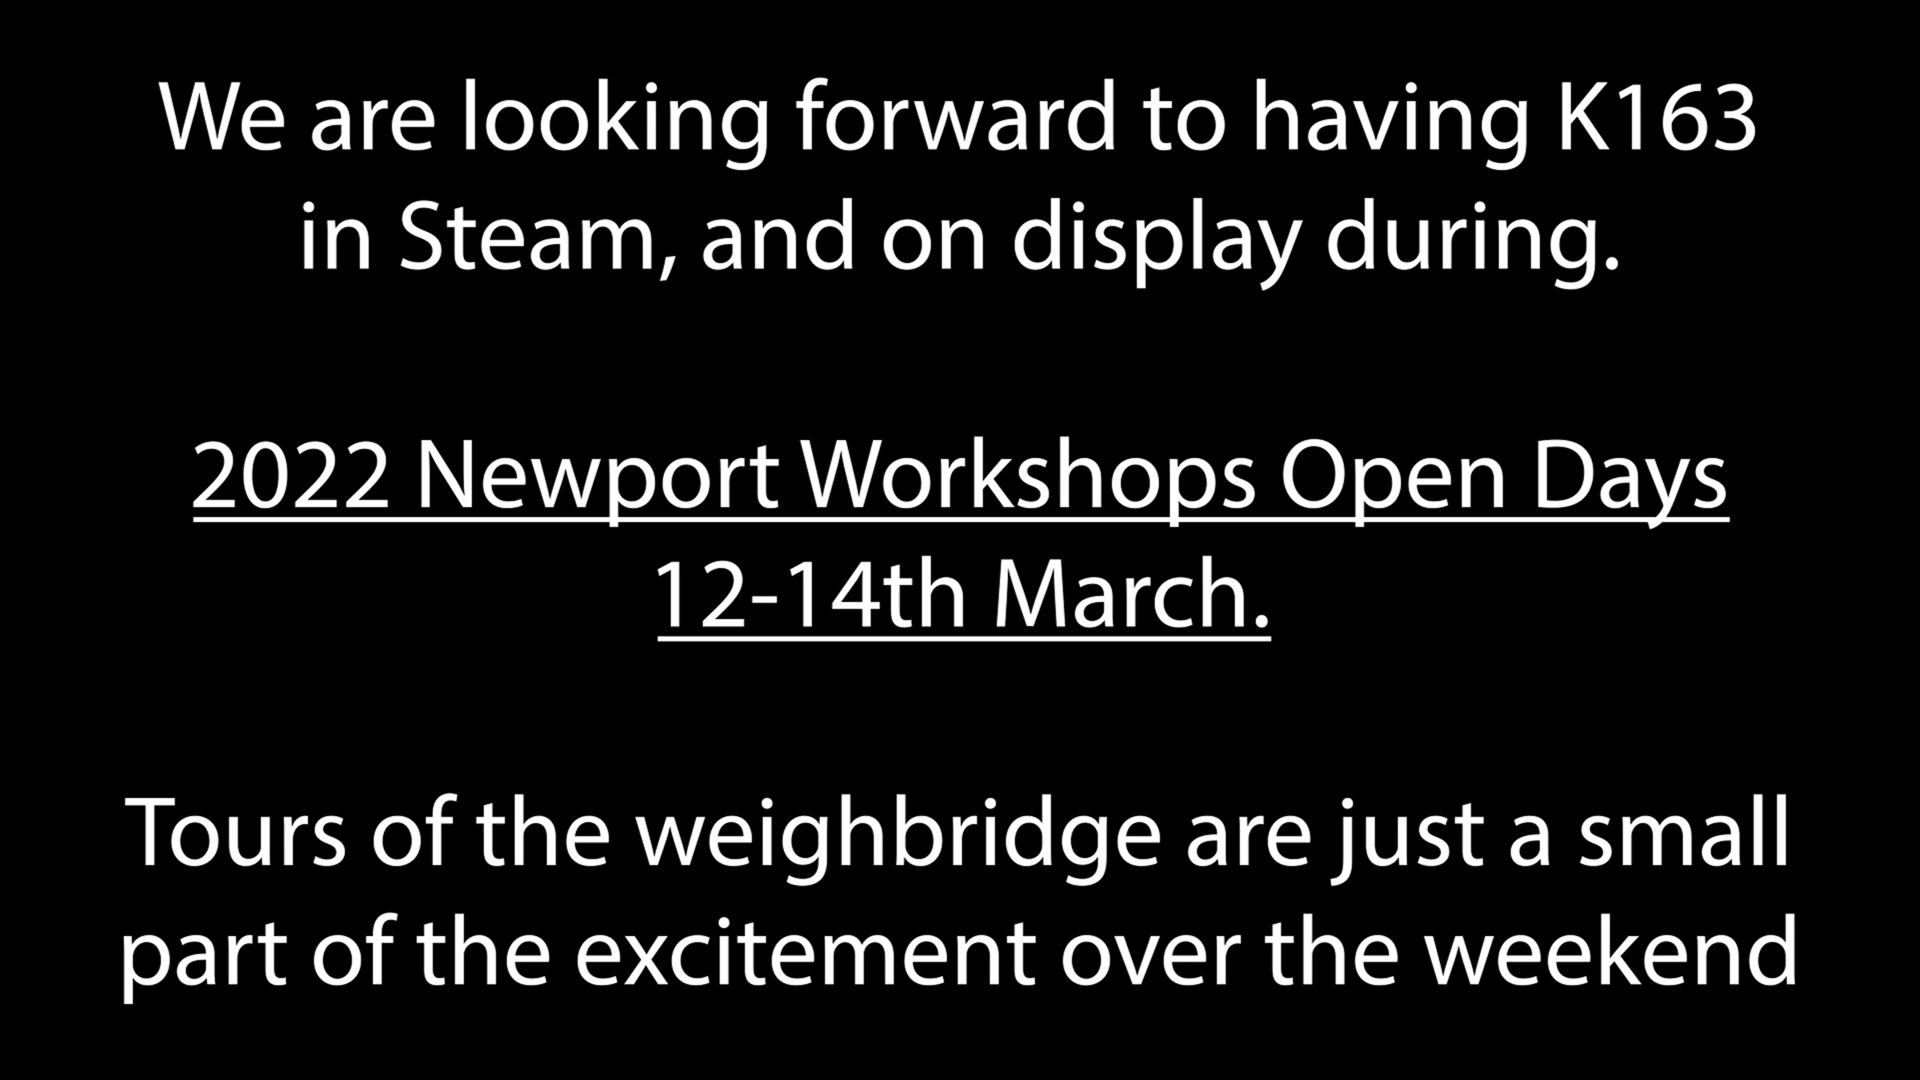 We are looking forward to having K163
in Steam, and on display during.
2022 Newport Workshops Open Days
12-14th March.
Tours of the weighbridge are just a small
part of the excitement over the weekend